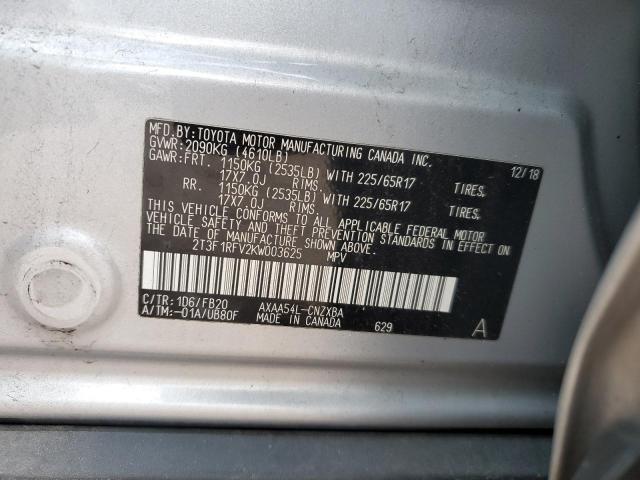 MFD.BY:TOYOTA MOTOR MANUFACTURING CANADA INC.
GVWR:2090KG (4610LB) 12/18
GAWR:FRT. 1150KG (2535LB) WITH 225/65R17 TIRES.
17X7.0J RIMS.
RR. 1150KG (2535LB) WITH 225/65R17 TIRES.
17X7.0J RIMS.
THIS VEHICLE CONFORMS TO ALL APPLICABLE FEDERAL MOTOR
VEHICLE SAFETY AND THEFT PREVENTION STANDARDS IN EFFECT ON
THE DATE OF MANUFACTURE SHOWN ABOVE.
2T3F1RFV2KW003625 MPV
C/TR:1D6/FB20 AXAA54L-CNZXBA
A/TM:-01A/UB80F MADE IN CANADA 629 A